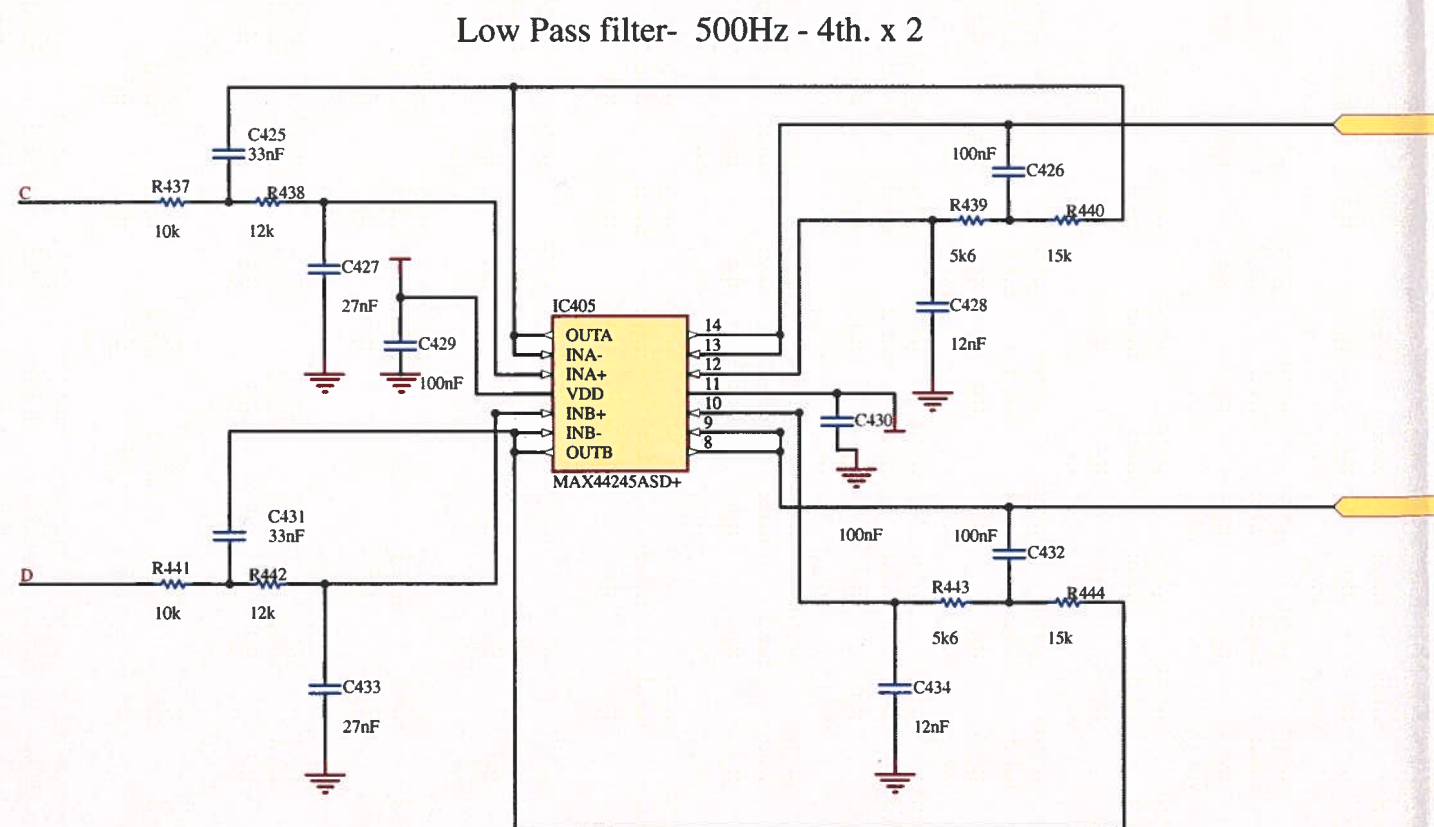 Low Pass filter- 500Hz - 4th. x 2
C425
33nF
100nF
C426
C
R437
R438
R439
R440
10k
12k
5k6
15k
C427
27nF
C428
12nF
IC405
C429
100nF
OUTA
INA-
INA+
VDD
INB+
INB-
OUTB
14
13
12
11
10
9
8
C430
MAX44245ASD+
C431
33nF
100nF
100nF
C432
D
R441
R442
R443
R444
10k
12k
5k6
15k
C433
27nF
C434
12nF